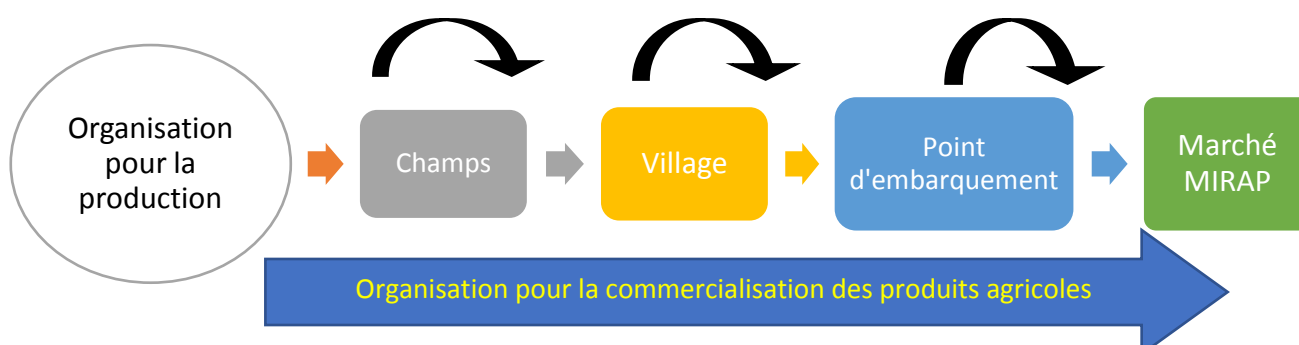 Organisation
pour la
production
Champs
Village
Point
d'embarquement
Marché
MIRAP
Organisation pour la commercialisation des produits agricoles